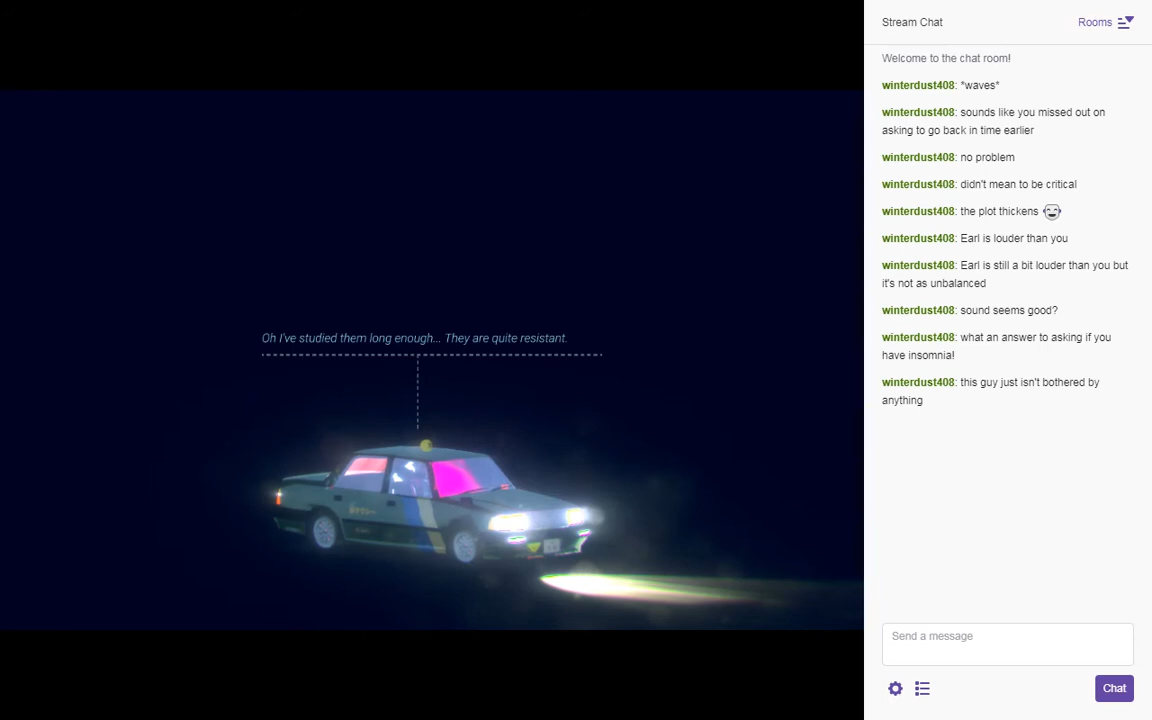 Stream Chat
Rooms
Welcome to the chat room!
winterdust408: *waves*
winterdust408: sounds like you missed out on
asking to go back in time earlier
winterdust408: no problem
winterdust408: didn't mean to be critical
winterdust408: the plot thickens
winterdust408: Earl is louder than you
winterdust408: Earl is still a bit louder than you but
it's not as unbalanced
winterdust408: sound seems good?
winterdust408: what an answer to asking if you
have insomnia!
winterdust408: this guy just isn't bothered by
anything
Oh I've studied them long enough... They are quite resistant.
Send a message
Chat